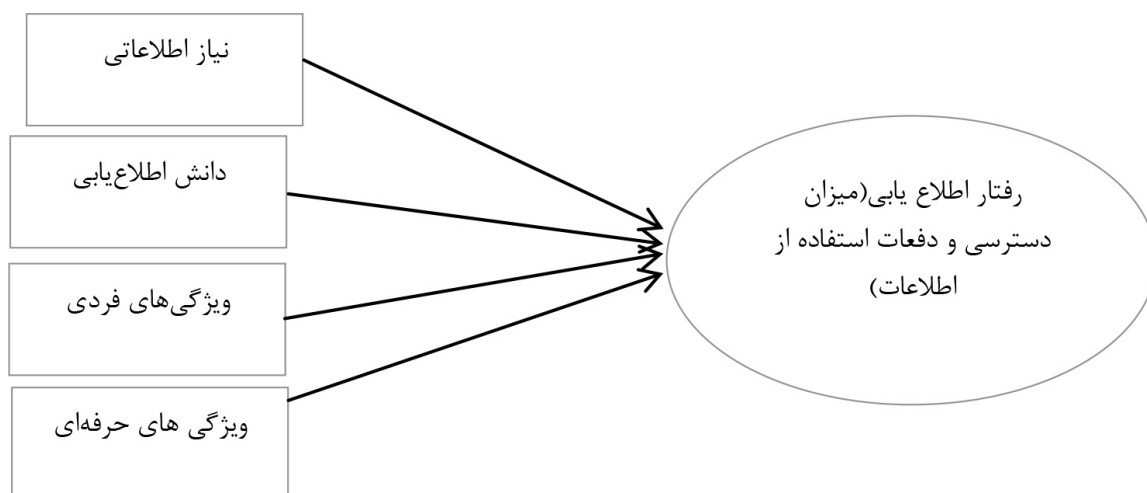 نیاز اطلاعاتی
دانش اطلاع‌یابی
ویژگی‌های فردی
ویژگی های حرفه‌ای
رفتار اطلاع یابی(میزان
دسترسی و دفعات استفاده از
اطلاعات)